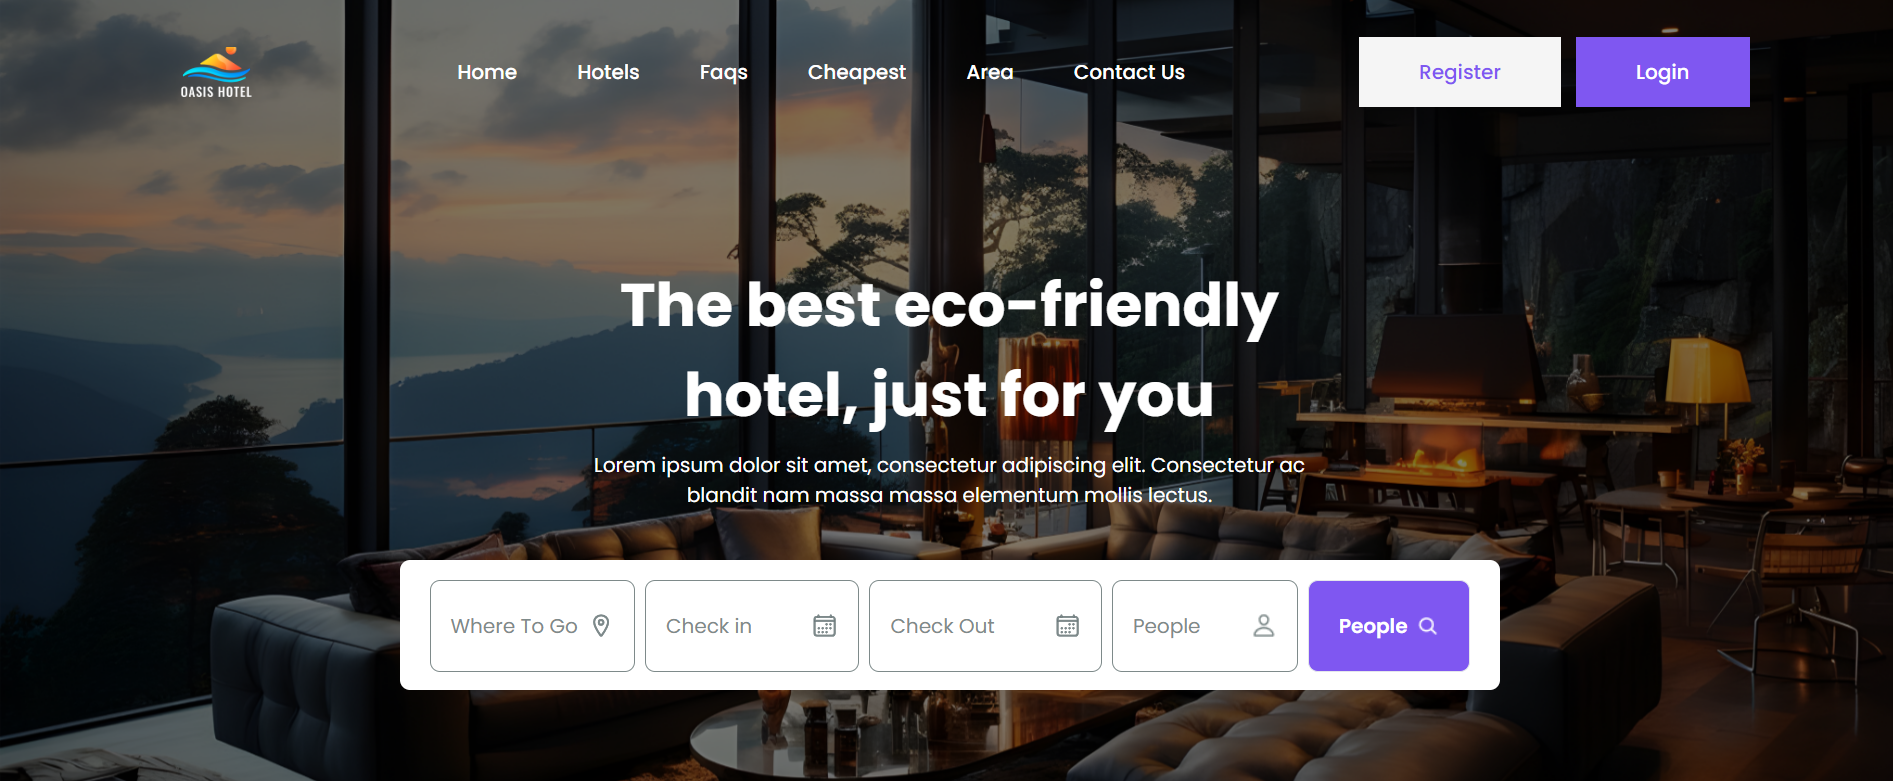 OASIS HOTEL
Home Hotels Faqs Cheapest Area Contact Us Register Login
The best eco-friendly
hotel, just for you
Lorem ipsum dolor sit amet, consectetur adipiscing elit. Consectetur ac
blandit nam massa massa elementum mollis lectus.
Where To Go Check in Check Out People People